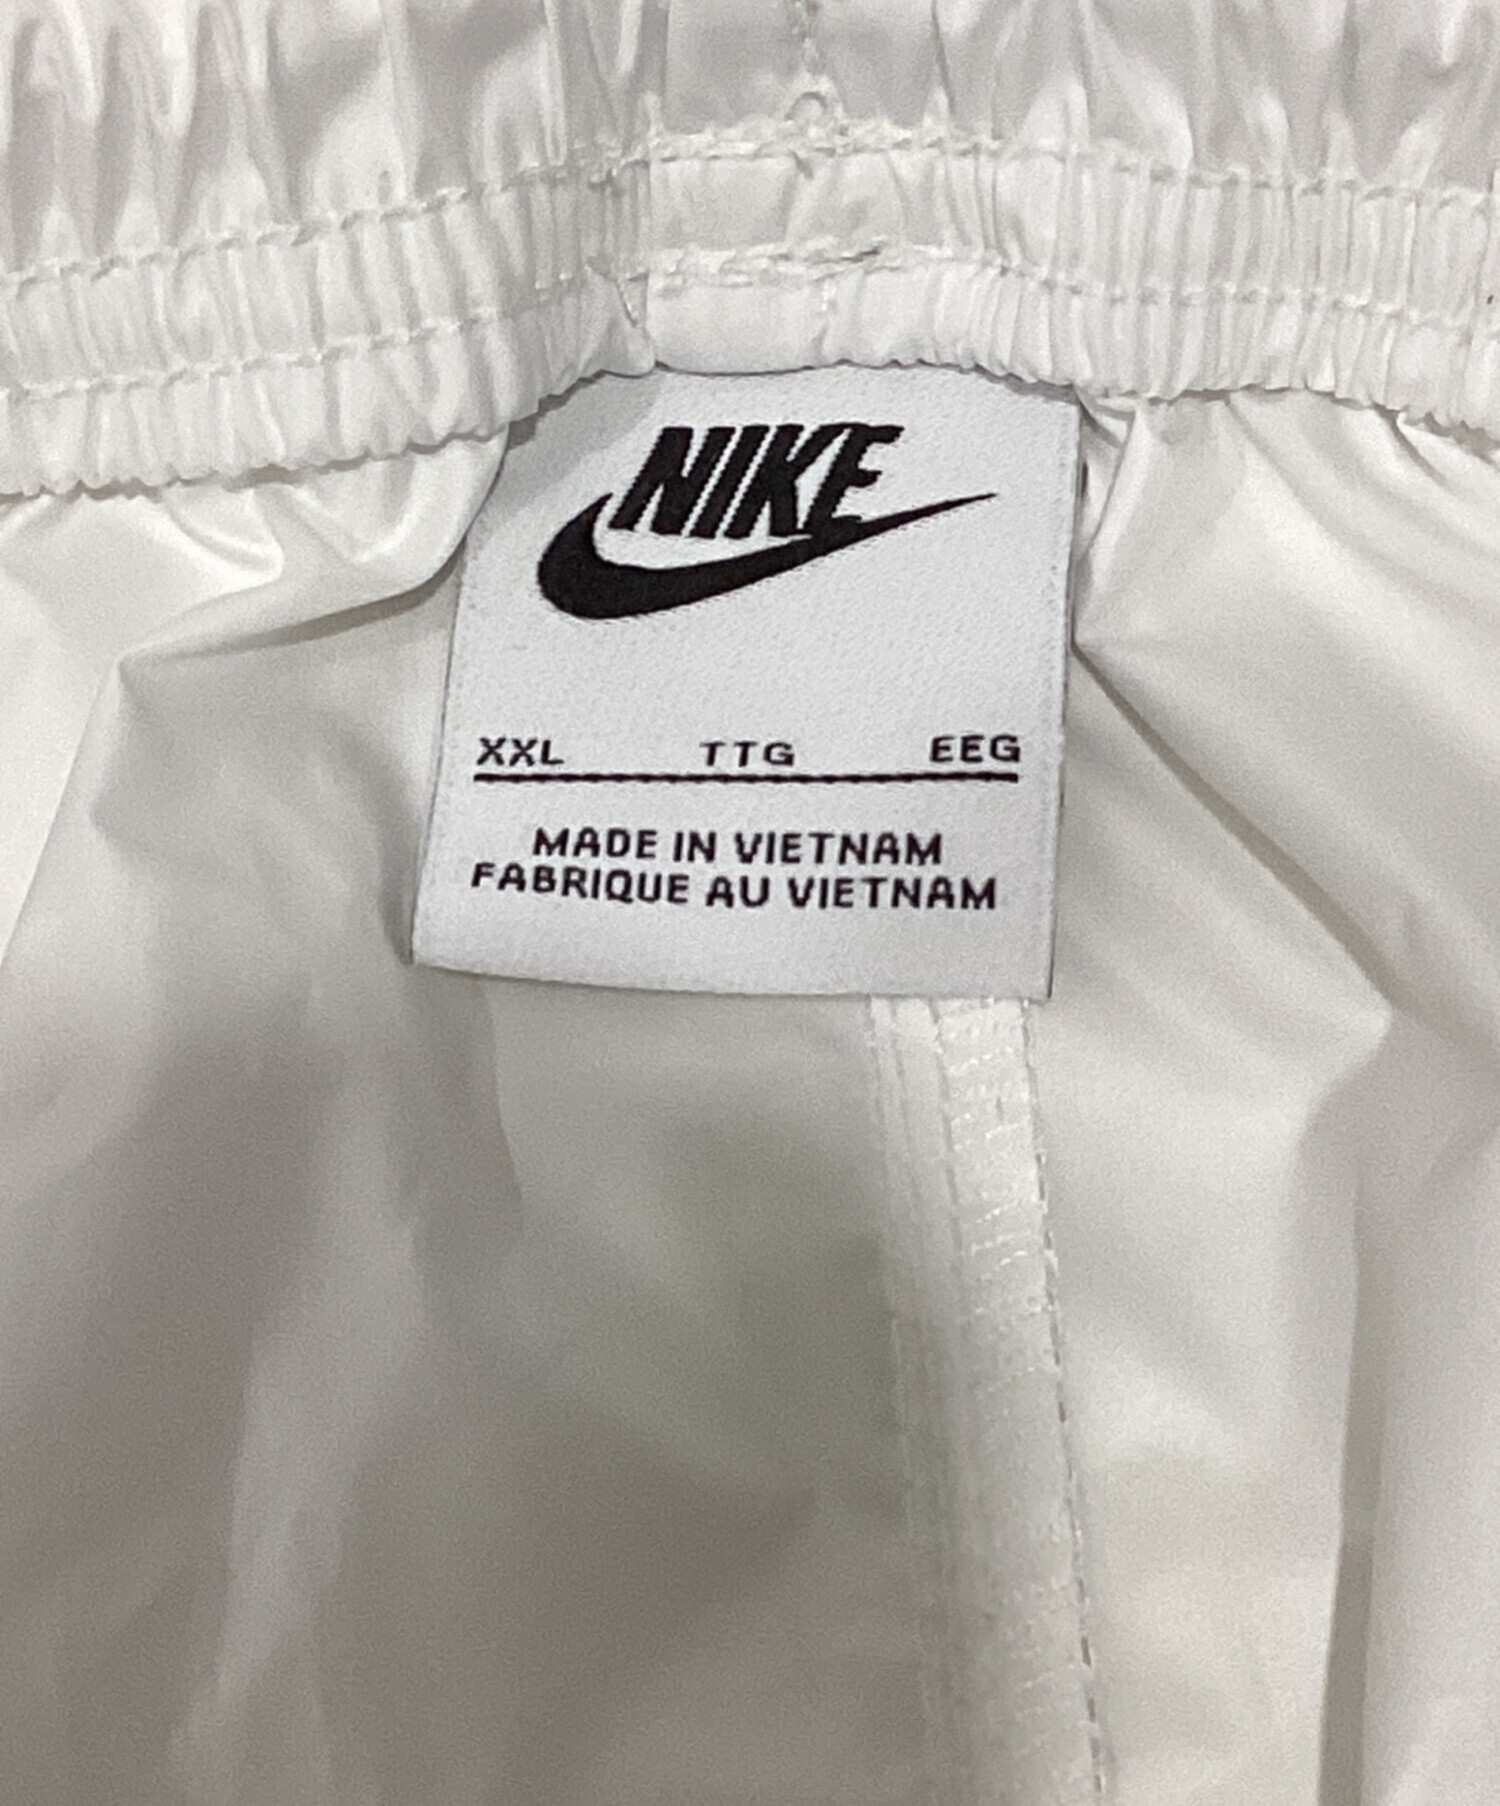 NIKE
XXL TTG EEG
MADE IN VIETNAM
FABRIQUE AU VIETNAM